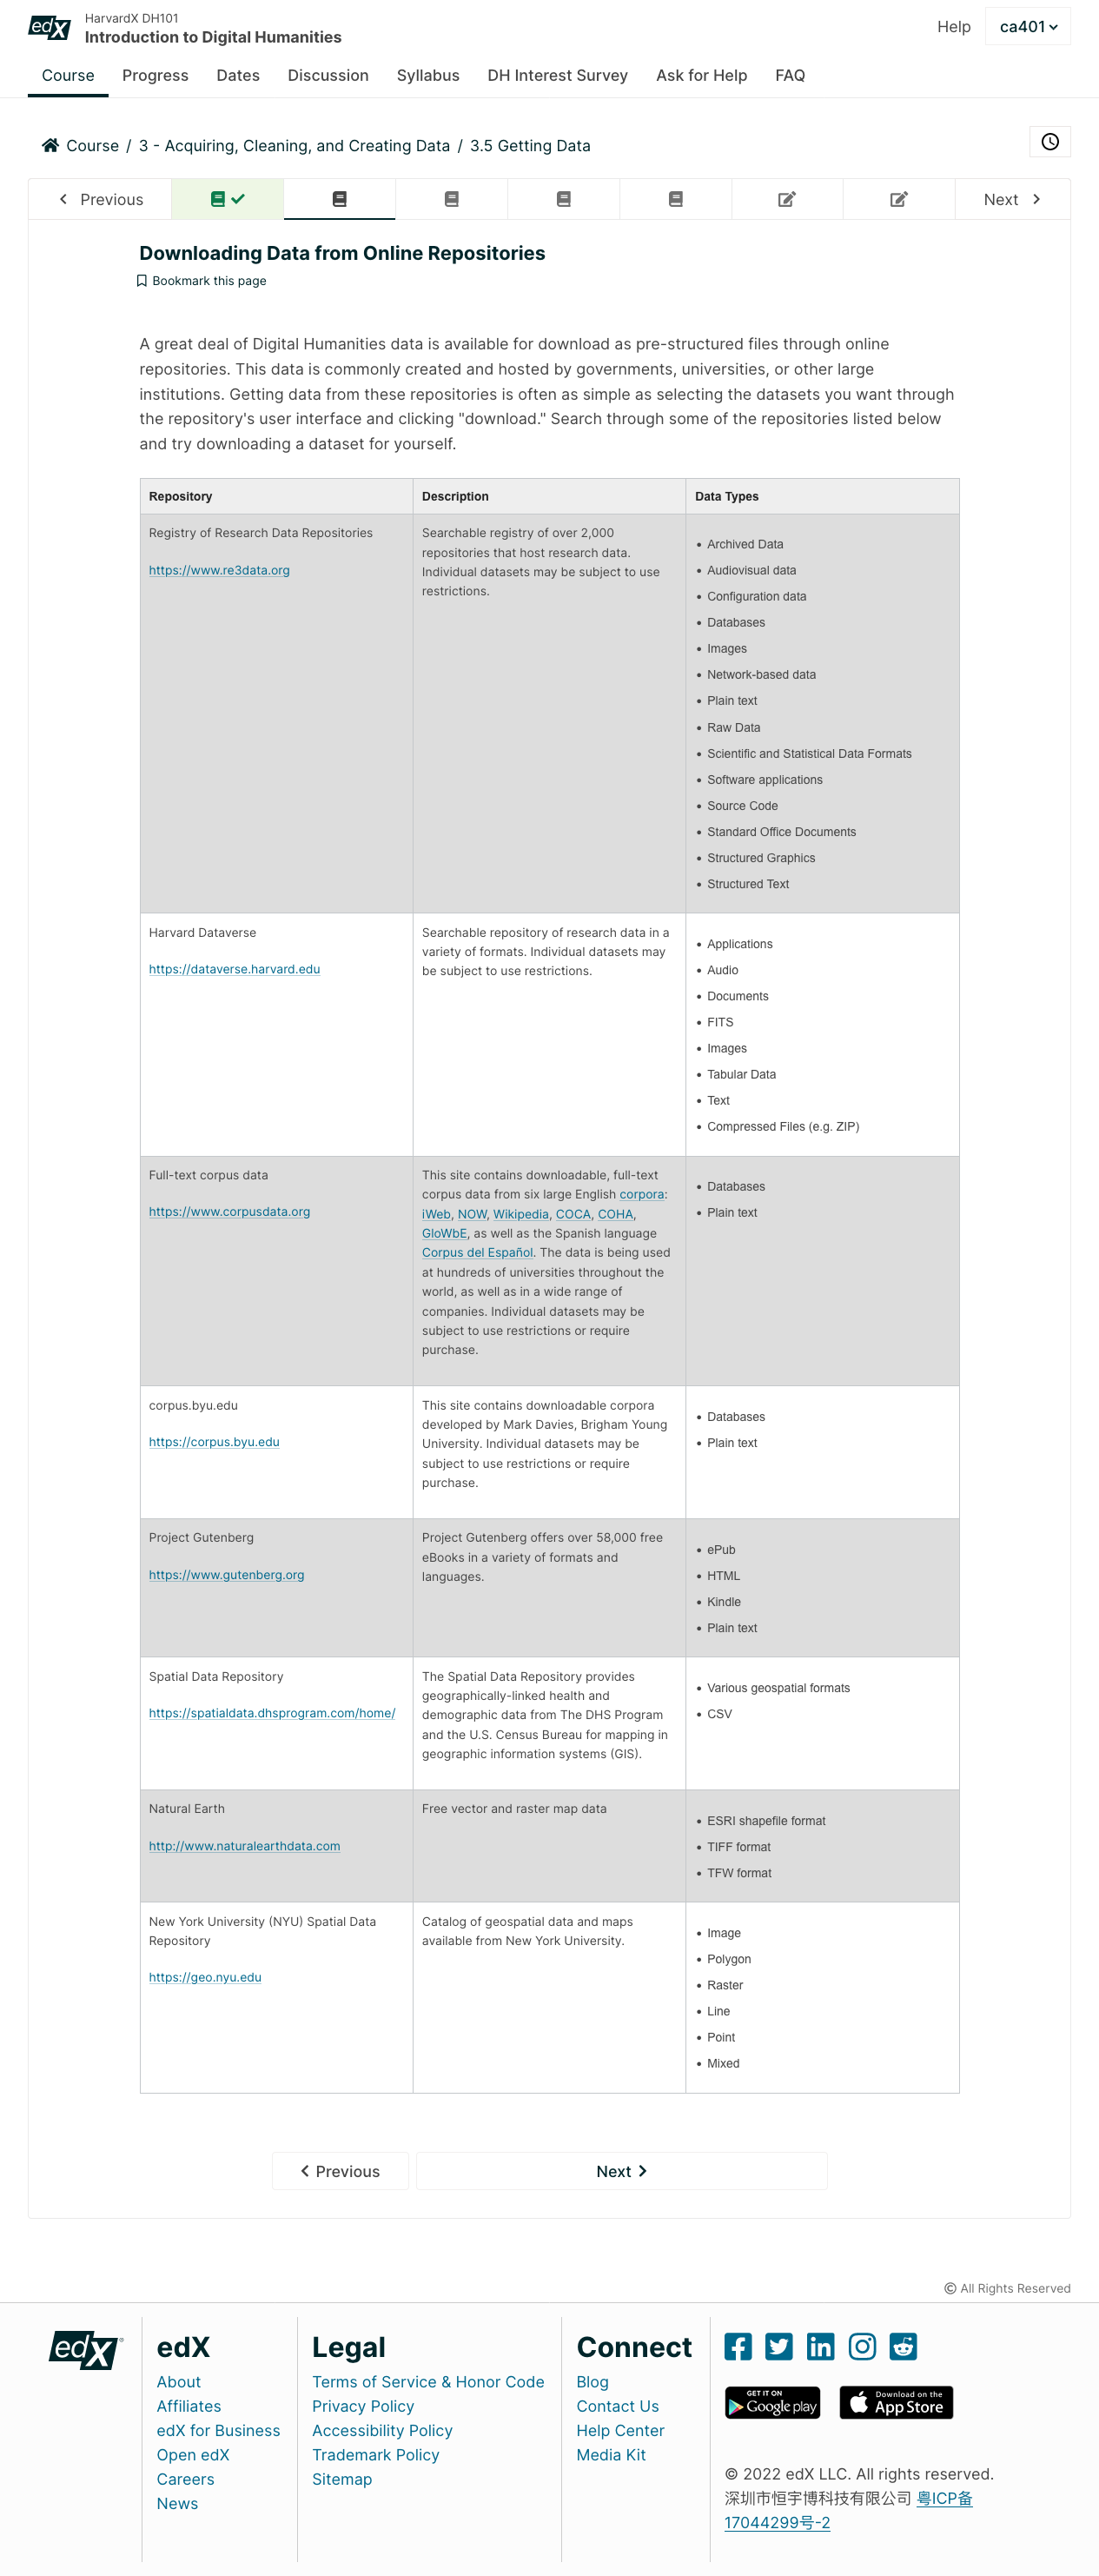 edX
HarvardX DH101
Introduction to Digital Humanities
Help
ca401
Course
Progress
Dates
Discussion
Syllabus
DH Interest Survey
Ask for Help
FAQ
Course / 3 - Acquiring, Cleaning, and Creating Data / 3.5 Getting Data
Previous
Next
Downloading Data from Online Repositories
Bookmark this page
A great deal of Digital Humanities data is available for download as pre-structured files through online
repositories. This data is commonly created and hosted by governments, universities, or other large
institutions. Getting data from these repositories is often as simple as selecting the datasets you want through
the repository's user interface and clicking "download." Search through some of the repositories listed below
and try downloading a dataset for yourself.
Repository
Description
Data Types
Registry of Research Data Repositories
https://www.re3data.org
Searchable registry of over 2,000
repositories that host research data.
Individual datasets may be subject to use
restrictions.
• Archived Data
• Audiovisual data
• Configuration data
• Databases
• Images
• Network-based data
• Plain text
• Raw Data
• Scientific and Statistical Data Formats
• Software applications
• Source Code
• Standard Office Documents
• Structured Graphics
• Structured Text
Harvard Dataverse
https://dataverse.harvard.edu
Searchable repository of research data in a
variety of formats. Individual datasets may
be subject to use restrictions.
• Applications
• Audio
• Documents
• FITS
• Images
• Tabular Data
• Text
• Compressed Files (e.g. ZIP)
Full-text corpus data
https://www.corpusdata.org
This site contains downloadable, full-text
corpus data from six large English corpora:
iWeb, NOW, Wikipedia, COCA, COHA,
GloWbE, as well as the Spanish language
Corpus del Español. The data is being used
at hundreds of universities throughout the
world, as well as in a wide range of
companies. Individual datasets may be
subject to use restrictions or require
purchase.
• Databases
• Plain text
corpus.byu.edu
https://corpus.byu.edu
This site contains downloadable corpora
developed by Mark Davies, Brigham Young
University. Individual datasets may be
subject to use restrictions or require
purchase.
• Databases
• Plain text
Project Gutenberg
https://www.gutenberg.org
Project Gutenberg offers over 58,000 free
eBooks in a variety of formats and
languages.
• ePub
• HTML
• Kindle
• Plain text
Spatial Data Repository
https://spatialdata.dhsprogram.com/home/
The Spatial Data Repository provides
geographically-linked health and
demographic data from The DHS Program
and the U.S. Census Bureau for mapping in
geographic information systems (GIS).
• Various geospatial formats
• CSV
Natural Earth
http://www.naturalearthdata.com
Free vector and raster map data
• ESRI shapefile format
• TIFF format
• TFW format
New York University (NYU) Spatial Data
Repository
https://geo.nyu.edu
Catalog of geospatial data and maps
available from New York University.
• Image
• Polygon
• Raster
• Line
• Point
• Mixed
Previous
Next
© All Rights Reserved
edX®
edX
About
Affiliates
edX for Business
Open edX
Careers
News
Legal
Terms of Service & Honor Code
Privacy Policy
Accessibility Policy
Trademark Policy
Sitemap
Connect
Blog
Contact Us
Help Center
Media Kit
GET IT ON
Google play
Download on the
App Store
© 2022 edX LLC. All rights reserved.
深圳市恒宇博科技有限公司 粤ICP备
17044299号-2